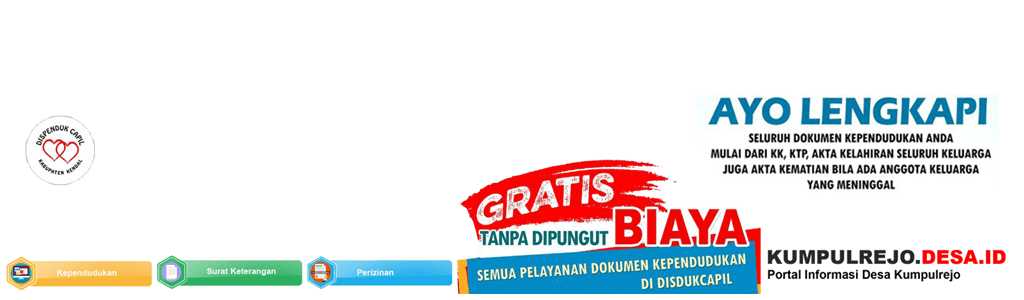 DISPENDUK CAPIL
KABUPATEN KENDAL
AYO LENGKAPI
SELURUH DOKUMEN KEPENDUDUKAN ANDA
MULAI DARI KK, KTP, AKTA KELAHIRAN SELURUH KELUARGA
JUGA AKTA KEMATIAN BILA ADA ANGGOTA KELUARGA
YANG MENINGGAL
GRATIS
TANPA DIPUNGUT BIAYA
SEMUA PELAYANAN DOKUMEN KEPENDUDUKAN
DI DISDUKCAPIL
KUMPULREJO.DESA.ID
Portal Informasi Desa Kumpulrejo
Kependudukan
Surat Keterangan
Perizinan